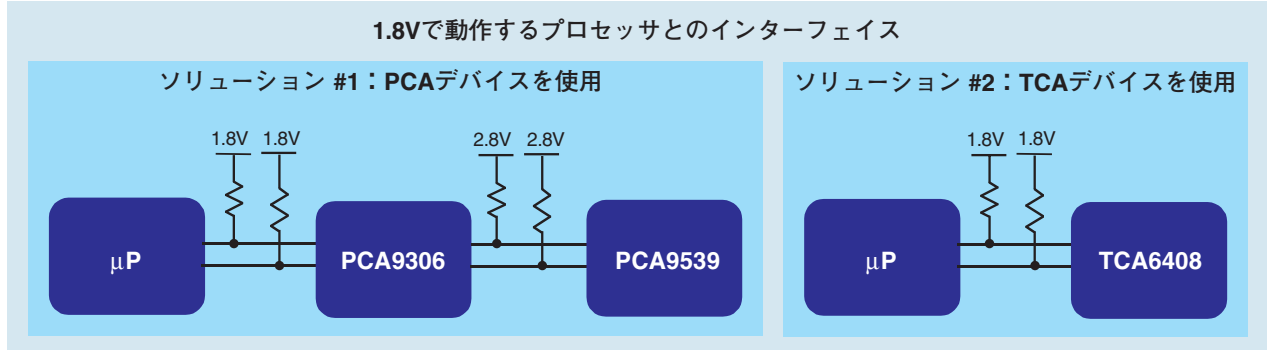 1.8Vで動作するプロセッサとのインターフェイス
ソリューション #1：PCAデバイスを使用
1.8V 1.8V
2.8V 2.8V
μP
PCA9306
PCA9539
ソリューション #2：TCAデバイスを使用
1.8V 1.8V
μP
TCA6408